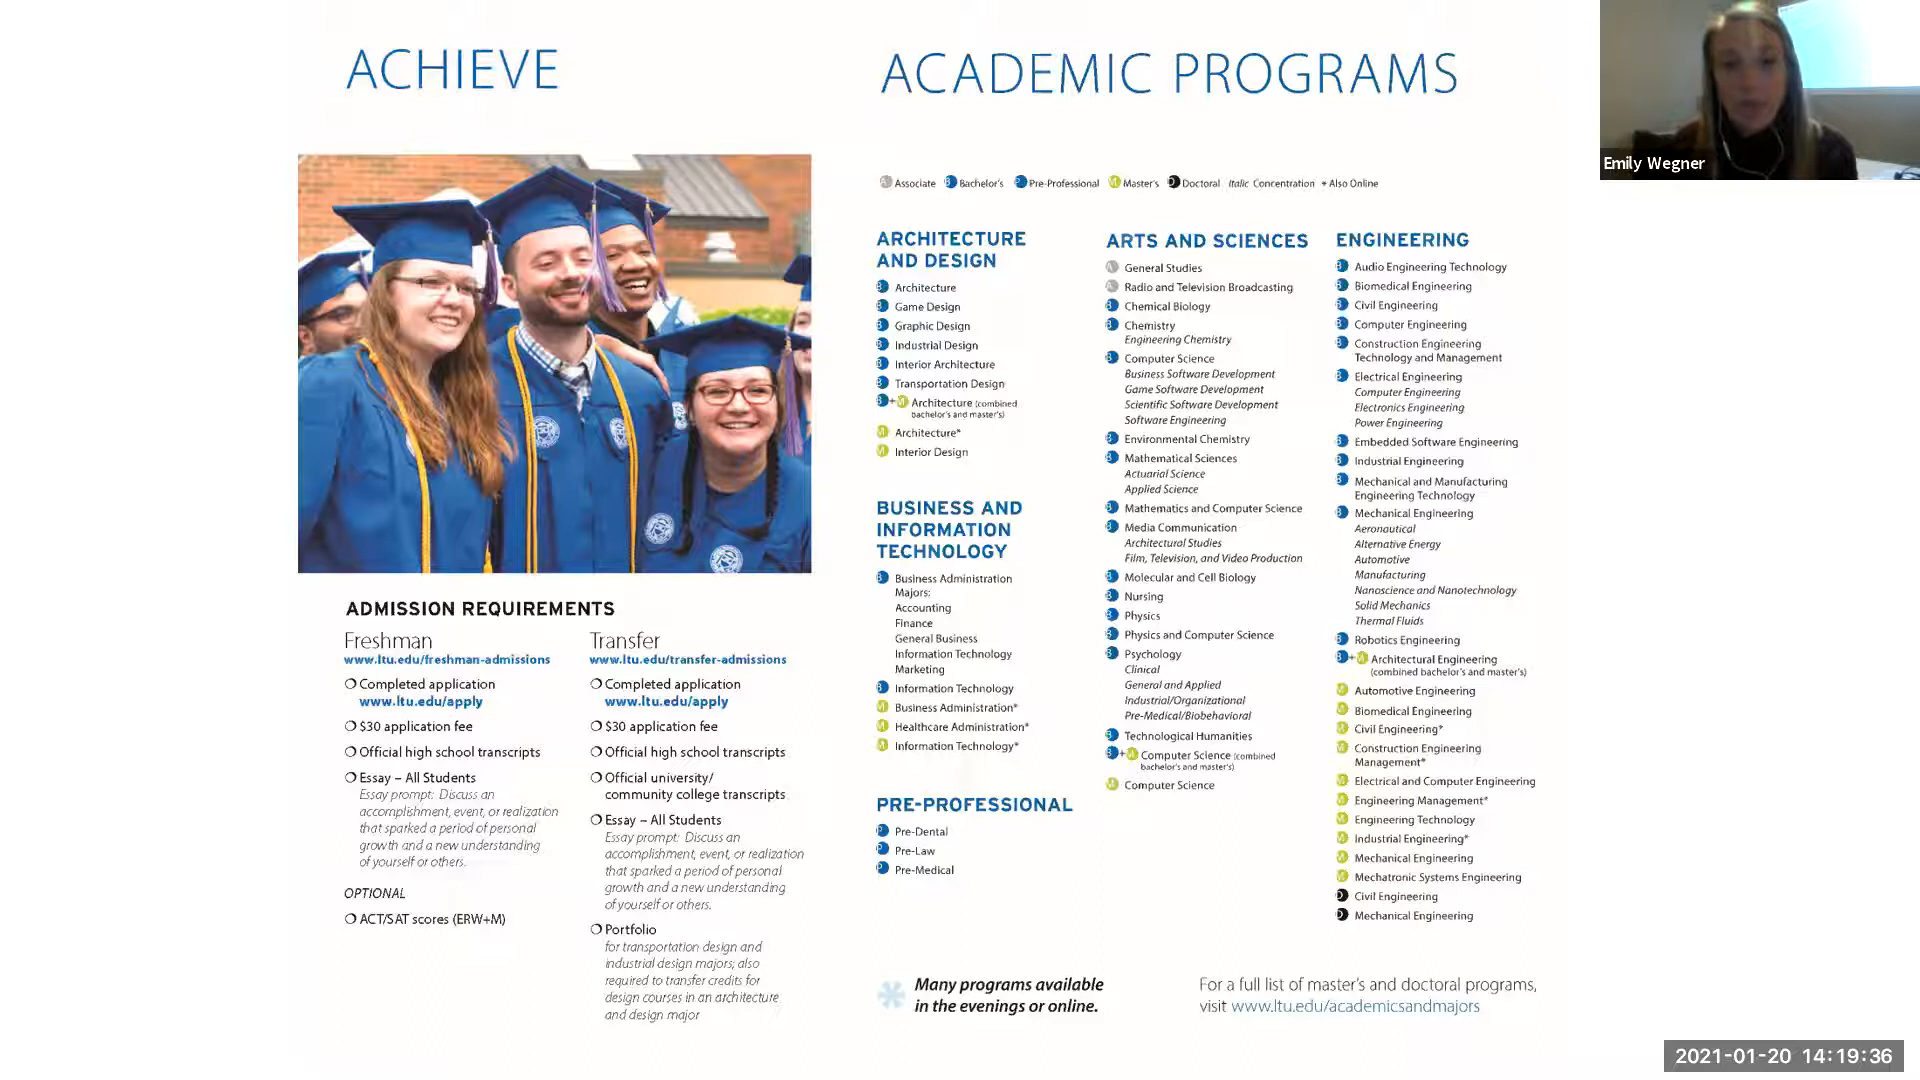 ACHIEVE
ADMISSION REQUIREMENTS
Freshman
www.ltu.edu/freshman-admissions
Completed application
www.ltu.edu/apply
$30 application fee
Official high school transcripts
Essay – All Students
Essay prompt: Discuss an
accomplishment, event, or realization
that sparked a period of personal
growth and a new understanding
of yourself or others.
OPTIONAL
ACT/SAT scores (ERW+M)
Transfer
www.ltu.edu/transfer-admissions
Completed application
www.ltu.edu/apply
$30 application fee
Official high school transcripts
Official university/
community college transcripts
Essay – All Students
Essay prompt: Discuss an
accomplishment, event, or realization
that sparked a period of personal
growth and a new understanding
of yourself or others.
Portfolio
for transportation design and
industrial design majors; also
required to transfer credits for
design courses in an architecture
and design major
ACADEMIC PROGRAMS
A Associate B Bachelor's P Pre-Professional M Master's D Doctoral Italic Concentration * Also Online
ARCHITECTURE
AND DESIGN
B Architecture
B Game Design
B Graphic Design
B Industrial Design
B Interior Architecture
B Transportation Design
B+M Architecture (combined
bachelor's and master's)
M Architecture*
M Interior Design
BUSINESS AND
INFORMATION
TECHNOLOGY
B Business Administration
Majors:
Accounting
Finance
General Business
Information Technology
Marketing
B Information Technology
M Business Administration*
M Healthcare Administration*
M Information Technology*
PRE-PROFESSIONAL
P Pre-Dental
P Pre-Law
P Pre-Medical
ARTS AND SCIENCES
A General Studies
A Radio and Television Broadcasting
B Chemical Biology
B Chemistry
Engineering Chemistry
B Computer Science
Business Software Development
Game Software Development
Scientific Software Development
Software Engineering
B Environmental Chemistry
B Mathematical Sciences
Actuarial Science
Applied Science
B Mathematics and Computer Science
B Media Communication
Architectural Studies
Film, Television, and Video Production
B Molecular and Cell Biology
B Nursing
B Physics
B Physics and Computer Science
B Psychology
Clinical
General and Applied
Industrial/Organizational
Pre-Medical/Biobehavioral
B Technological Humanities
B+M Computer Science (combined
bachelor's and master's)
M Computer Science
ENGINEERING
B Audio Engineering Technology
B Biomedical Engineering
B Civil Engineering
B Computer Engineering
B Construction Engineering
Technology and Management
B Electrical Engineering
Computer Engineering
Electronics Engineering
Power Engineering
B Embedded Software Engineering
B Industrial Engineering
B Mechanical and Manufacturing
Engineering Technology
B Mechanical Engineering
Aeronautical
Alternative Energy
Automotive
Manufacturing
Nanoscience and Nanotechnology
Solid Mechanics
Thermal Fluids
B Robotics Engineering
B+M Architectural Engineering
(combined bachelor's and master's)
M Automotive Engineering
M Biomedical Engineering
M Civil Engineering*
M Construction Engineering
Management*
M Electrical and Computer Engineering
M Engineering Management*
M Engineering Technology
M Industrial Engineering*
M Mechanical Engineering
M Mechatronic Systems Engineering
D Civil Engineering
D Mechanical Engineering
Many programs available
in the evenings or online.
For a full list of master's and doctoral programs,
visit www.ltu.edu/academicsandmajors
Emily Wegner
2021-01-20 14:19:36